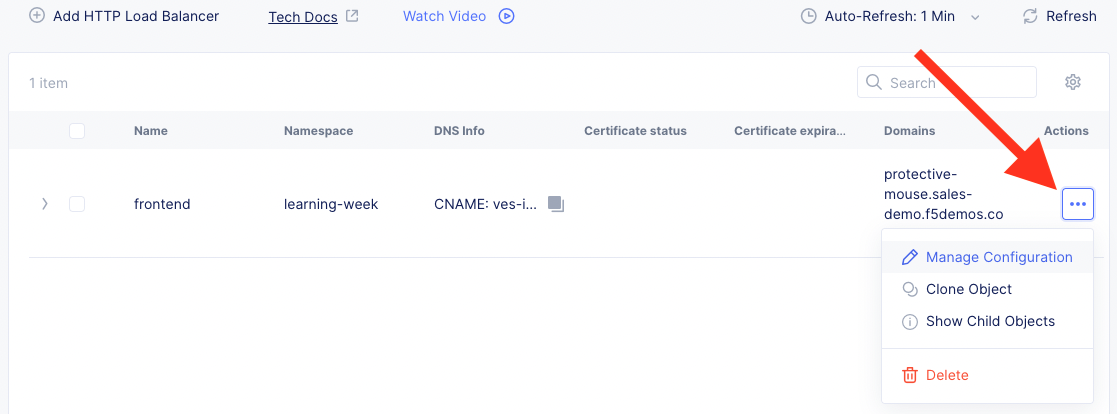 Add HTTP Load Balancer Tech Docs Watch Video Auto-Refresh: 1 Min Refresh
1 item Search
Name Namespace DNS Info Certificate status Certificate expira... Domains Actions
frontend learning-week CNAME: ves-i... protective-
mouse.sales-
demo.f5demos.co
Manage Configuration
Clone Object
Show Child Objects
Delete